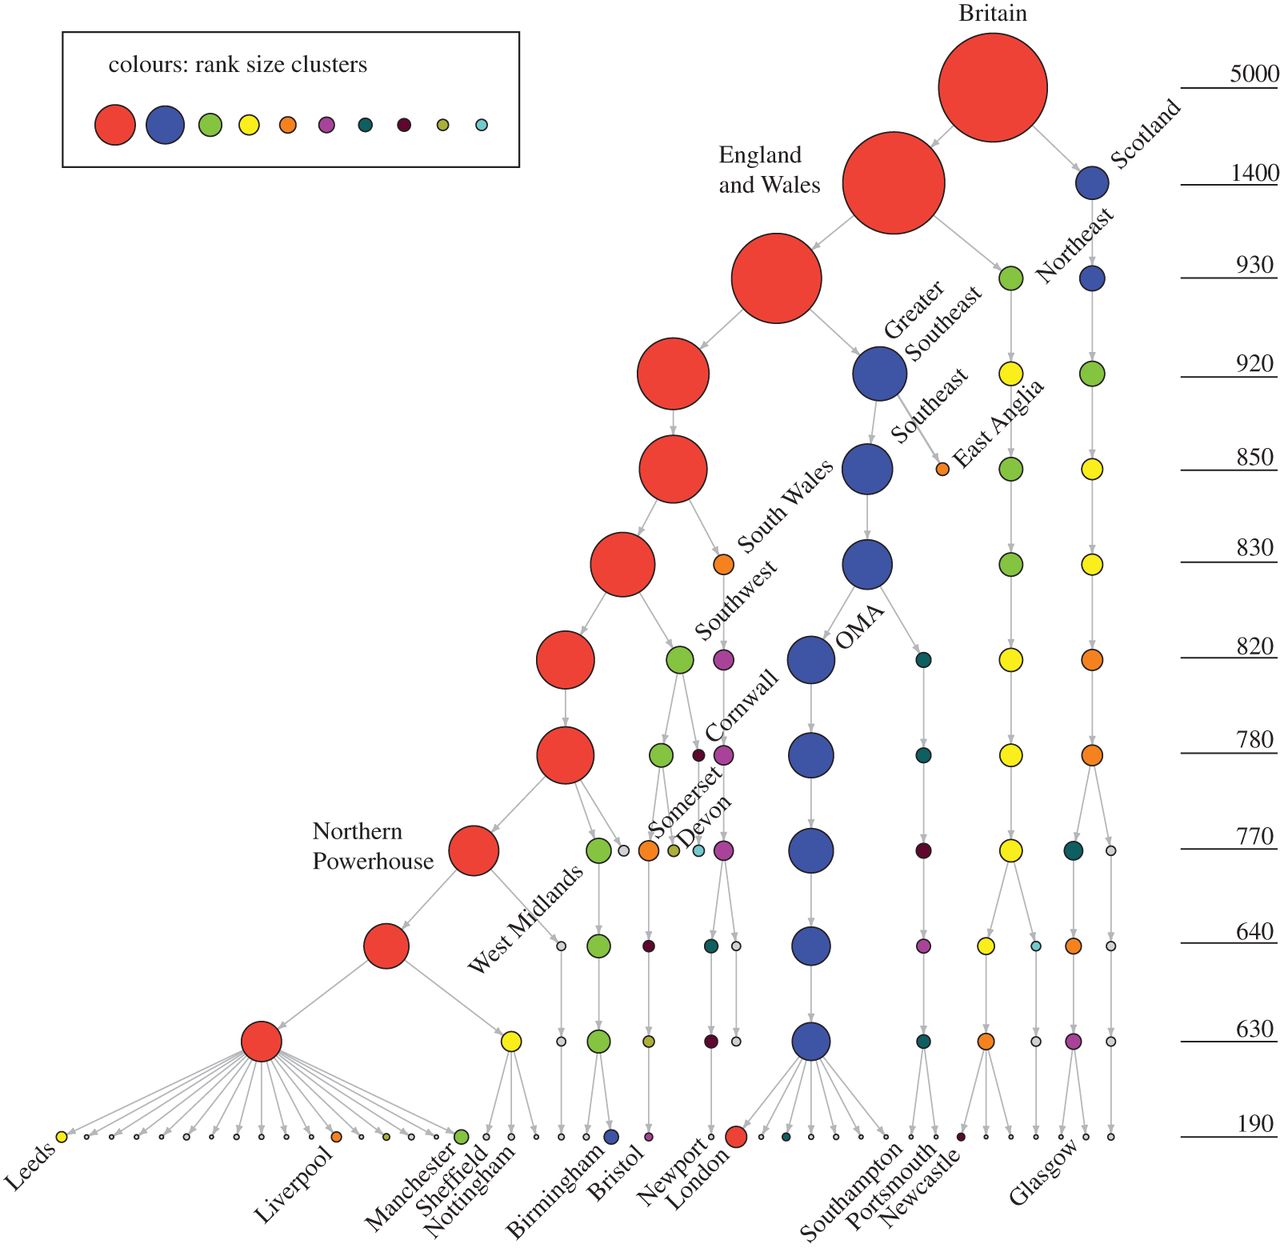 Britain
colours: rank size clusters
5000
Scotland
England
and Wales
1400
Northeast
930
Greater
Southeast
920
Southeast
East Anglia
850
South Wales
830
Southwest
OMA
820
Cornwall
780
Somerset
Devon
Northern
Powerhouse
770
West Midlands
640
630
190
Leeds
Liverpool
Manchester
Sheffield
Nottingham
Birmingham
Bristol
Newport
London
Southampton
Portsmouth
Newcastle
Glasgow